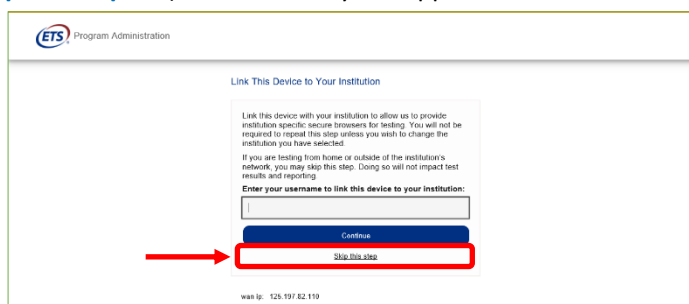 ETS Program Administration
Link This Device to Your Institution
Link this device with your institution to allow us to provide
institution specific secure browsers for testing. You will not be
required to repeat this step unless you wish to change the
institution you have selected.
If you are testing from home or outside of the institution's
network, you may skip this step. Doing so will not impact test
results and reporting.
Enter your username to link this device to your institution:
Continue
Skip this step
wan ip: 126.197.82.110